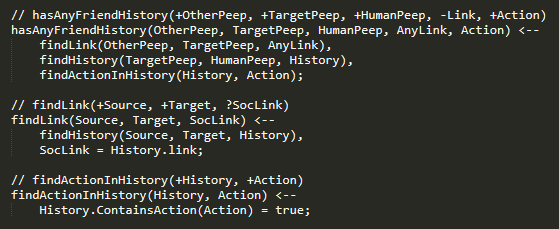 // hasAnyFriendHistory(+OtherPeep, +TargetPeep, +HumanPeep, -Link, +Action)
hasAnyFriendHistory(OtherPeep, TargetPeep, HumanPeep, AnyLink, Action) <--
    findLink(OtherPeep, TargetPeep, AnyLink),
    findHistory(TargetPeep, HumanPeep, History),
    findActionInHistory(History, Action);

// findLink(+Source, +Target, ?SocLink)
findLink(Source, Target, SocLink) <--
    findHistory(Source, Target, History),
    SocLink = History.link;

// findActionInHistory(+History, +Action)
findActionInHistory(History, Action) <--
    History.ContainsAction(Action) = true;